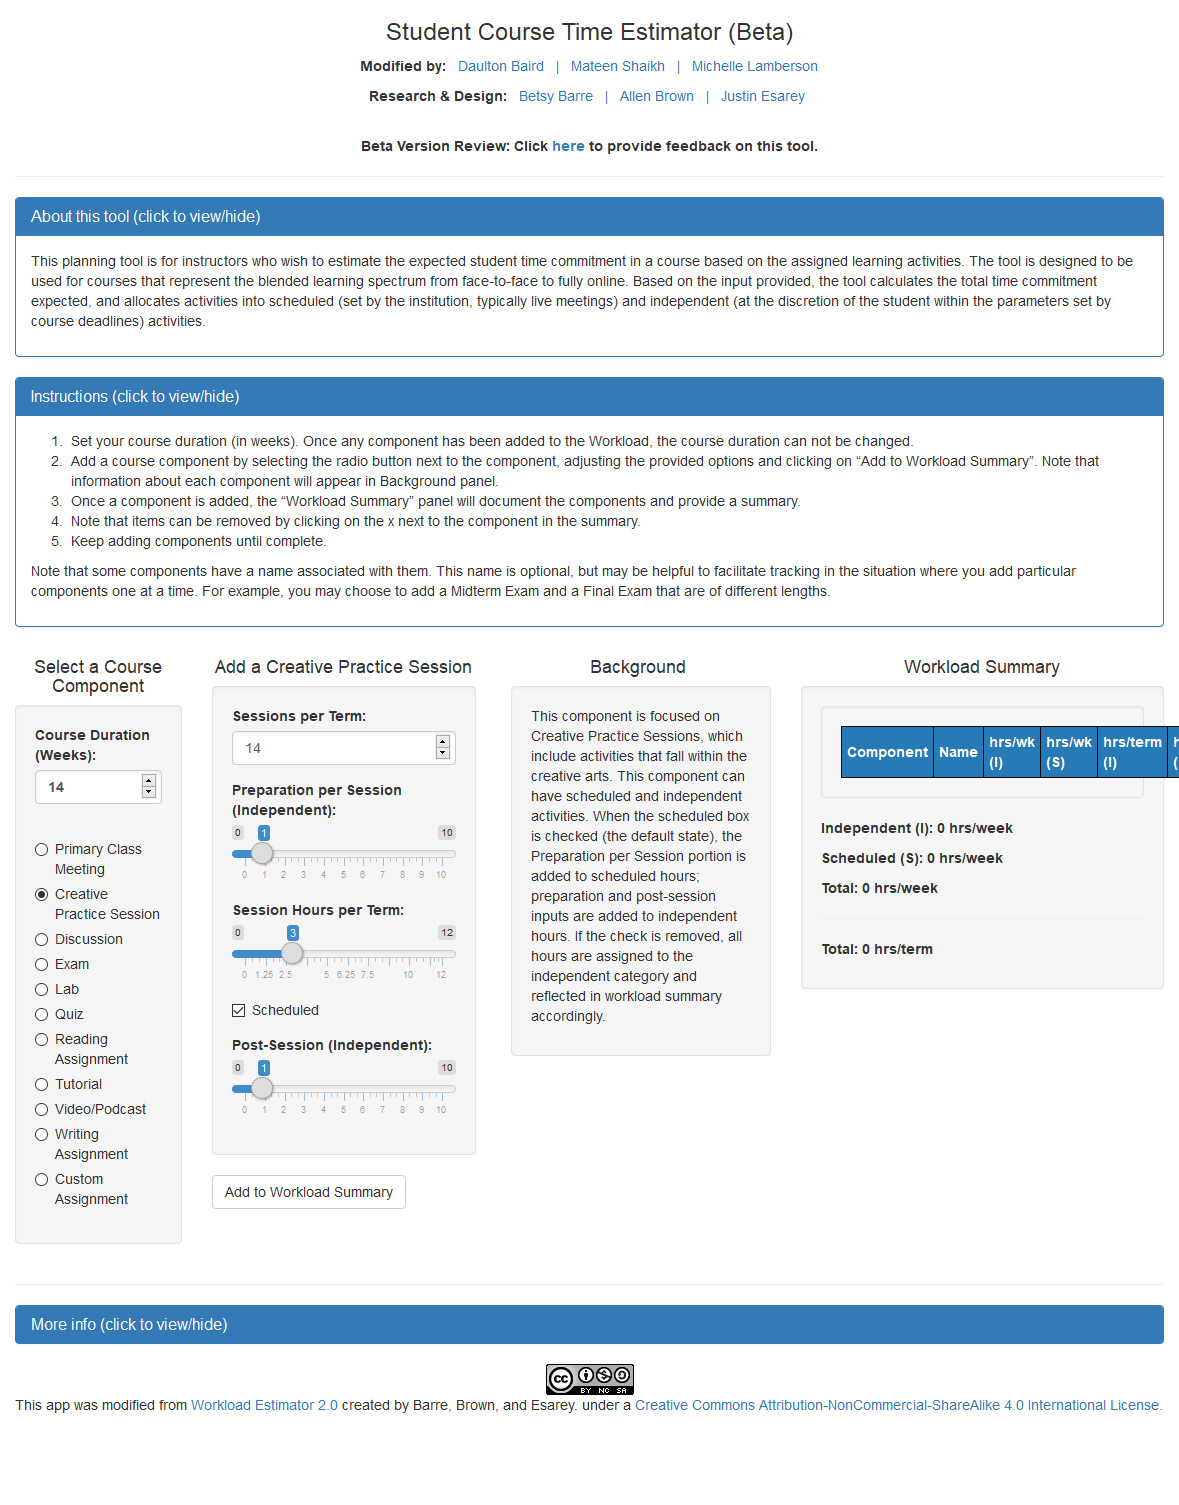 Student Course Time Estimator (Beta)
Modified by: Daulton Baird | Mateen Shaikh | Michelle Lamberson
Research & Design: Betsy Barre | Allen Brown | Justin Esarey
Beta Version Review: Click here to provide feedback on this tool.
About this tool (click to view/hide)
This planning tool is for instructors who wish to estimate the expected student time commitment in a course based on the assigned learning activities. The tool is designed to be
used for courses that represent the blended learning spectrum from face-to-face to fully online. Based on the input provided, the tool calculates the total time commitment
expected, and allocates activities into scheduled (set by the institution, typically live meetings) and independent (at the discretion of the student within the parameters set by
course deadlines) activities.
Instructions (click to view/hide)
1. Set your course duration (in weeks). Once any component has been added to the Workload, the course duration can not be changed.
2. Add a course component by selecting the radio button next to the component, adjusting the provided options and clicking on “Add to Workload Summary”. Note that
information about each component will appear in Background panel.
3. Once a component is added, the “Workload Summary” panel will document the components and provide a summary.
4. Note that items can be removed by clicking on the x next to the component in the summary.
5. Keep adding components until complete.
Note that some components have a name associated with them. This name is optional, but may be helpful to facilitate tracking in the situation where you add particular
components one at a time. For example, you may choose to add a Midterm Exam and a Final Exam that are of different lengths.
Select a Course
Component
Course Duration
(Weeks):
14
Primary Class
Meeting
Creative
Practice Session
Discussion
Exam
Lab
Quiz
Reading
Assignment
Tutorial
Video/Podcast
Writing
Assignment
Custom
Assignment
Add a Creative Practice Session
Sessions per Term:
14
Preparation per Session
(Independent):
0 1 10
0 1 2 3 4 5 6 7 8 9 10
Session Hours per Term:
0 3 12
0 1.25 2.5 5 6.25 7.5 10 12
Scheduled
Post-Session (Independent):
0 1 10
0 1 2 3 4 5 6 7 8 9 10
Add to Workload Summary
Background
This component is focused on
Creative Practice Sessions, which
include activities that fall within the
creative arts. This component can
have scheduled and independent
activities. When the scheduled box
is checked (the default state), the
Preparation per Session portion is
added to scheduled hours;
preparation and post-session
inputs are added to independent
hours. If the check is removed, all
hours are assigned to the
independent category and
reflected in workload summary
accordingly.
Workload Summary
Component Name hrs/wk (I) hrs/wk (S) hrs/term (I)
Independent (I): 0 hrs/week
Scheduled (S): 0 hrs/week
Total: 0 hrs/week
Total: 0 hrs/term
More info (click to view/hide)
cc BY NC SA
This app was modified from Workload Estimator 2.0 created by Barre, Brown, and Esarey. under a Creative Commons Attribution-NonCommercial-ShareAlike 4.0 International License.